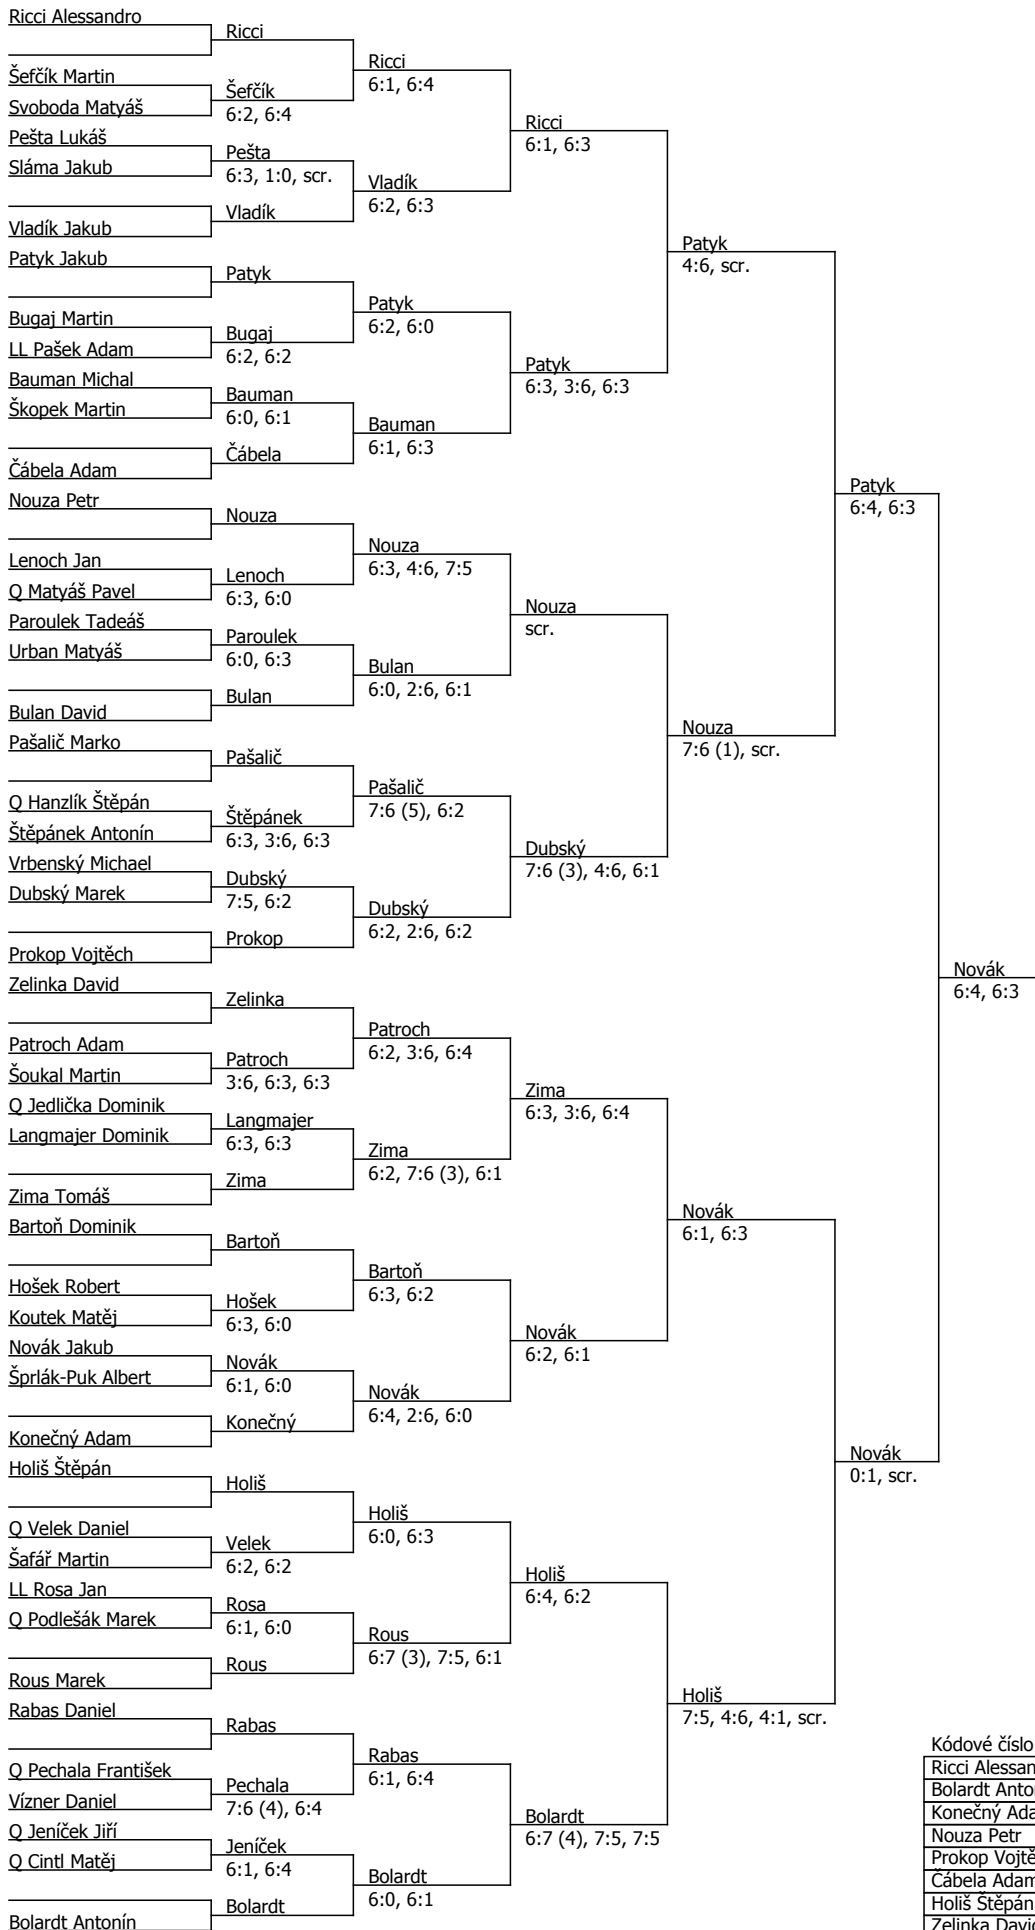 Ricci Alessandro
Šefčík Martin
Svoboda Matyáš
Pešta Lukáš
Sláma Jakub
Vladík Jakub
Patyk Jakub
Bugaj Martin
LL Pašek Adam
Bauman Michal
Škopek Martin
Čábela Adam
Nouza Petr
Lenoch Jan
Q Matyáš Pavel
Paroulek Tadeáš
Urban Matyáš
Bulan David
Pašalič Marko
Q Hanzlík Štěpán
Štěpánek Antonín
Vrbenský Michael
Dubský Marek
Prokop Vojtěch
Zelinka David
Patroch Adam
Šoukal Martin
Q Jedlička Dominik
Langmajer Dominik
Zima Tomáš
Bartoň Dominik
Hošek Robert
Koutek Matěj
Novák Jakub
Šprlák-Puk Albert
Konečný Adam
Holiš Štěpán
Q Velek Daniel
Šafář Martin
LL Rosa Jan
Q Podlešák Marek
Rous Marek
Rabas Daniel
Q Pechala František
Vízner Daniel
Q Jeníček Jiří
Q Cintl Matěj
Bolardt Antonín
Ricci
Šefčík
6:2, 6:4
Pešta
6:3, 1:0, scr.
Vladík
Patyk
Bugaj
6:2, 6:2
Bauman
6:0, 6:1
Čábela
Nouza
Lenoch
6:3, 6:0
Paroulek
6:0, 6:3
Bulan
Pašalič
Štěpánek
6:3, 3:6, 6:3
Dubský
7:5, 6:2
Prokop
Zelinka
Patroch
3:6, 6:3, 6:3
Langmajer
6:3, 6:3
Zima
Bartoň
Hošek
6:3, 6:0
Novák
6:1, 6:0
Konečný
Holiš
Velek
6:2, 6:2
Rosa
6:1, 6:0
Rous
Rabas
Pechala
7:6 (4), 6:4
Jeníček
6:1, 6:4
Bolardt
Ricci
6:1, 6:4
Vladík
6:2, 6:3
Patyk
6:2, 6:0
Bauman
6:1, 6:3
Nouza
6:3, 4:6, 7:5
Bulan
6:0, 2:6, 6:1
Pašalič
7:6 (5), 6:2
Dubský
6:2, 2:6, 6:2
Patroch
6:2, 3:6, 6:4
Zima
6:2, 7:6 (3), 6:1
Bartoň
6:3, 6:2
Novák
6:4, 2:6, 6:0
Holiš
6:0, 6:3
Rous
6:7 (3), 7:5, 6:1
Rabas
6:1, 6:4
Bolardt
6:0, 6:1
Ricci
6:1, 6:3
Patyk
6:3, 3:6, 6:3
Nouza
scr.
Dubský
7:6 (3), 4:6, 6:1
Zima
6:3, 3:6, 6:4
Novák
6:2, 6:1
Holiš
6:4, 6:2
Bolardt
6:7 (4), 7:5, 7:5
Patyk
4:6, scr.
Nouza
7:6 (1), scr.
Novák
6:1, 6:3
Holiš
7:5, 4:6, 4:1, scr.
Patyk
6:4, 6:3
Novák
0:1, scr.
Novák
6:4, 6:3
Kódové číslo
Ricci Alessan
Bolardt Anto
Konečný Ada
Nouza Petr
Prokop Vojtě
Čábela Adam
Holiš Štěpán
Zelinka David